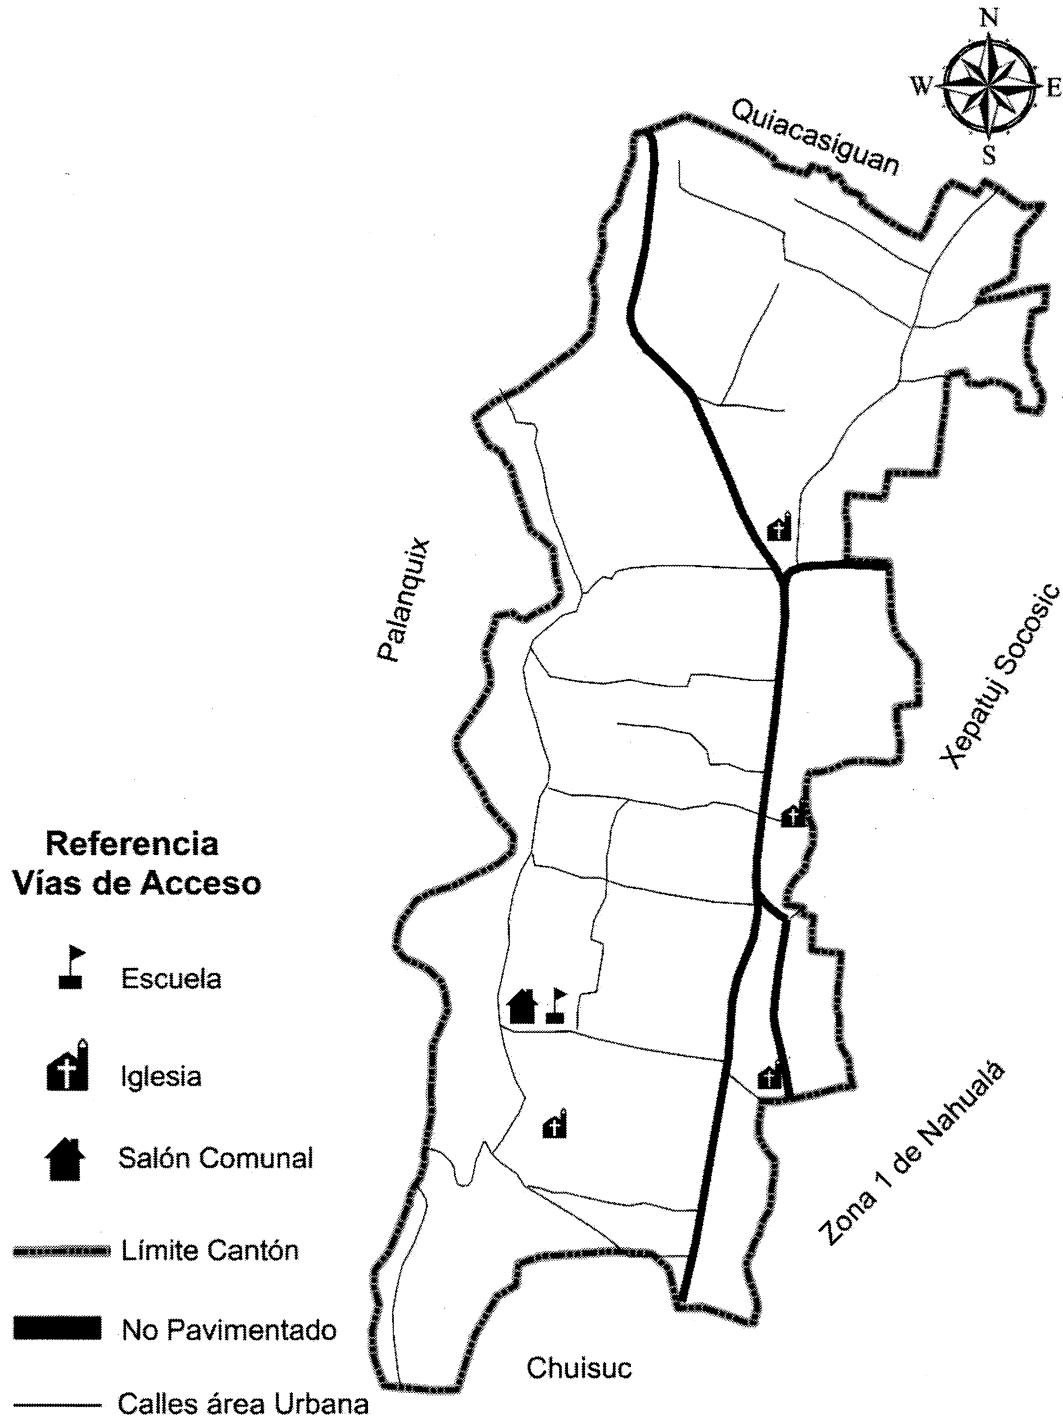 N
W E
S
Quiacasiguan
Palanquix
Xepatuj Socosic
Referencia
Vías de Acceso
Escuela
Iglesia
Salón Comunal
Zona 1 de Nahualá
Límite Cantón
No Pavimentado
Chuisuc
Calles área Urbana